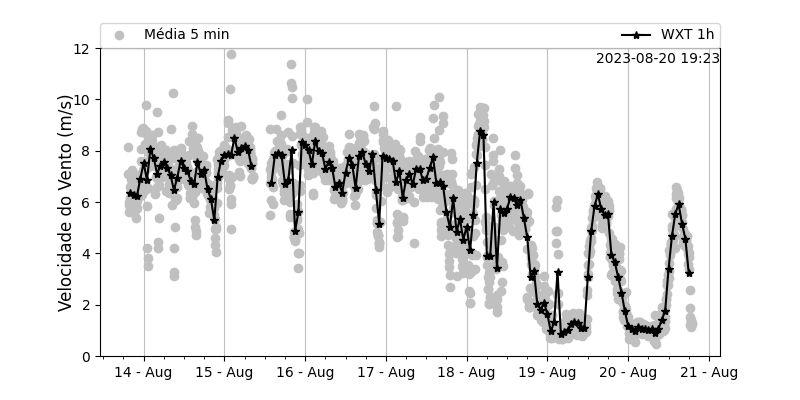 Média 5 min
WXT 1h
2023-08-20 19:23
Velocidade do Vento (m/s)
12
10
8
6
4
2
0
14 - Aug
15 - Aug
16 - Aug
17 - Aug
18 - Aug
19 - Aug
20 - Aug
21 - Aug